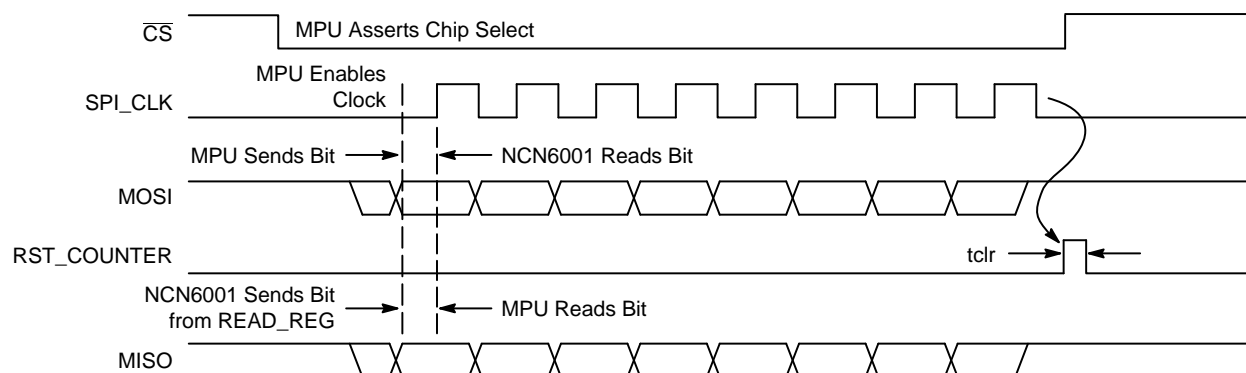 CS
MPU Asserts Chip Select
MPU Enables
Clock
SPI_CLK
MPU Sends Bit
NCN6001 Reads Bit
MOSI
RST_COUNTER
tclr
NCN6001 Sends Bit
from READ_REG
MPU Reads Bit
MISO